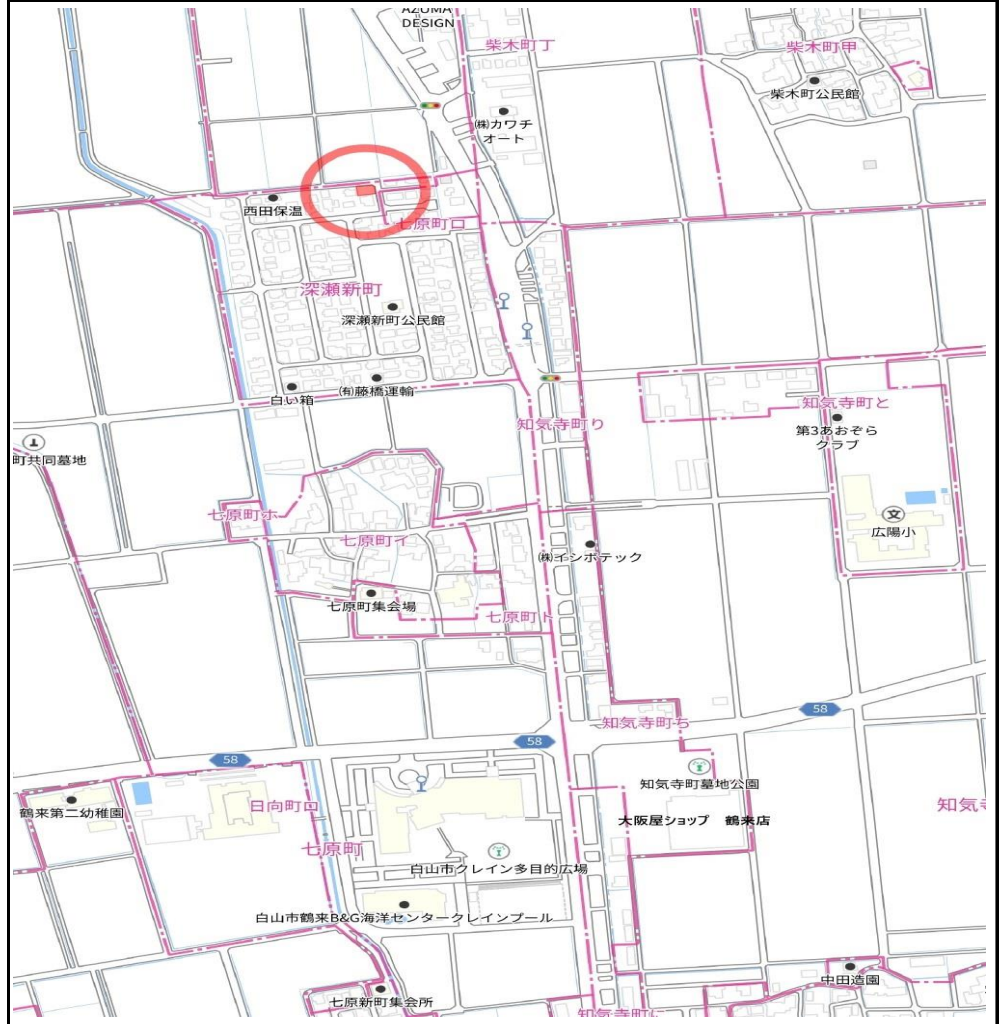 AZUMA
DESIGN
柴木町丁
柴木町甲
柴木町公民館
㈱カワチ
オート
西田保温
七原町ロ
深瀬新町
深瀬新町公民館
㈲藤橋運輸
白い箱
知気寺町と
知気寺町り
第3あおぞら
クラブ
町共同墓地
七原町ホ
広陽小
七原町イ
㈱イシボテック
七原町集会場
七原町ト
58
知気寺町ち
58
58
知気寺町墓地公園
鶴来第二幼稚園
日向町ロ
知気寺
大阪屋ショップ 鶴来店
七原町
白山市クレイン多目的広場
白山市鶴来B&G海洋センタークレインプール
中田造園
七原新町集会所
知気寺町に